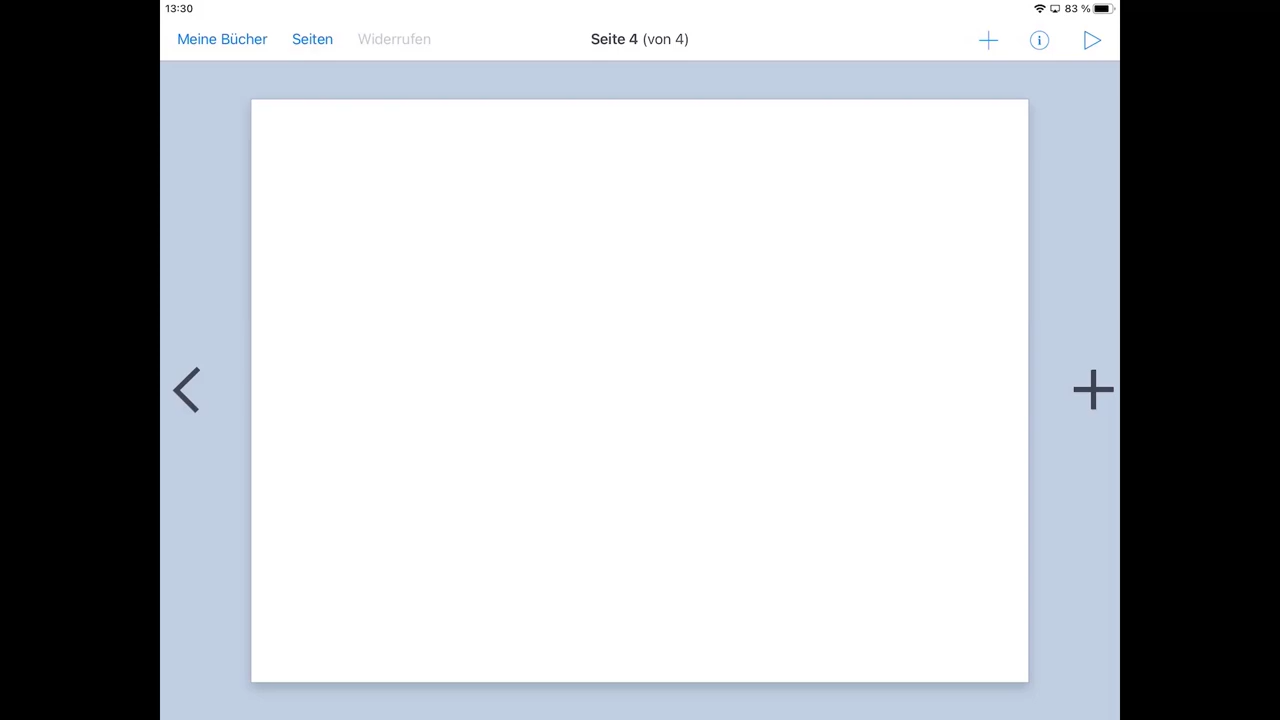 13:30
83 %
Meine Bücher
Seiten
Widerrufen
Seite 4 (von 4)